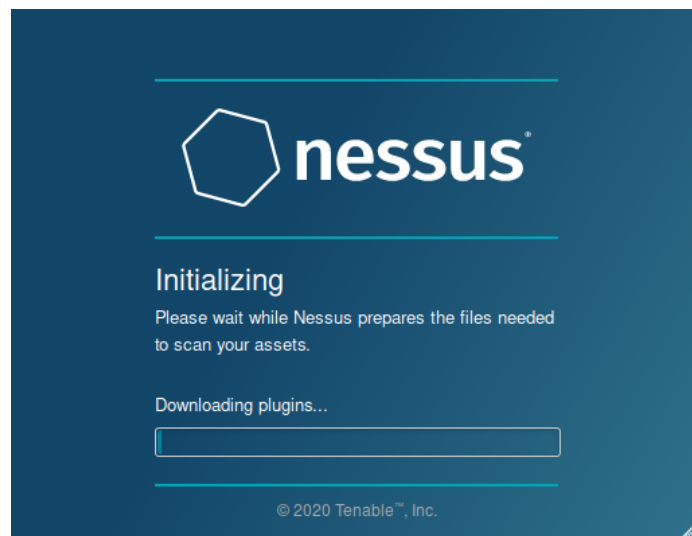 nessus®
Initializing
Please wait while Nessus prepares the files needed
to scan your assets.
Downloading plugins...
© 2020 Tenable™, Inc.